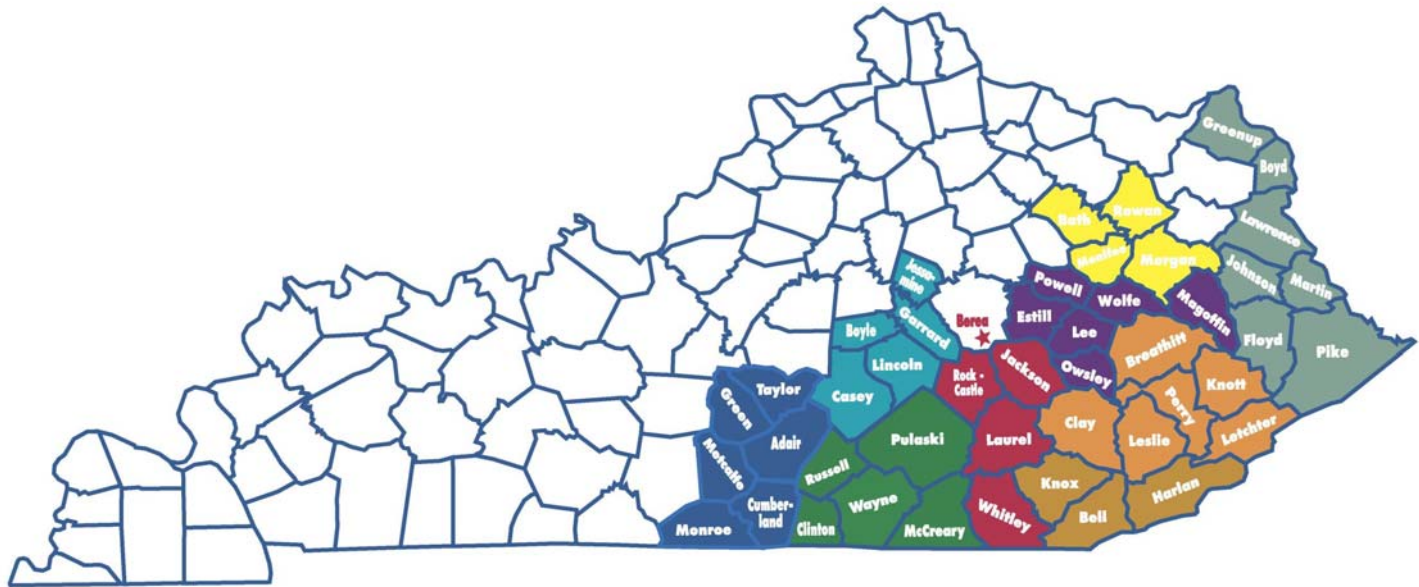 Greenup
Boyd
Bath
Rowan
Lawrence
Menifee
Morgan
Jessa-
mine
Johnson
Martin
Powell
Wolfe
Magoffin
Estill
Lee
Berea
Garrard
Boyle
Floyd
Pike
Breathitt
Owsley
Jackson
Rock -
Castle
Lincoln
Casey
Taylor
Green
Knott
Perry
Letchter
Leslie
Clay
Laurel
Pulaski
Adair
Metcalfe
Russell
Knox
Harlan
Bell
Whitley
Wayne
McCreary
Clinton
Cumber-
land
Monroe